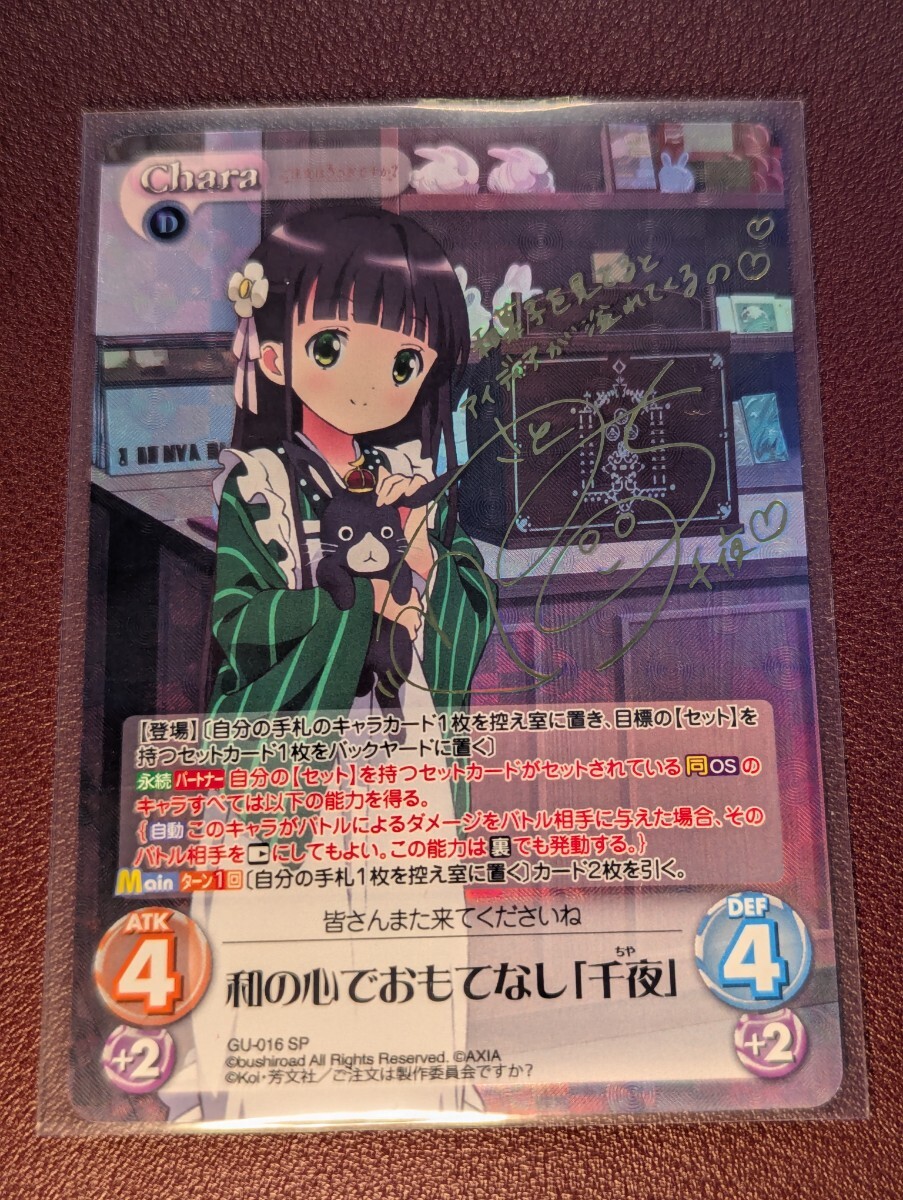 Chara
D
和菓子を見てると
アイデアが溢れてくるの♡
さとう
千夜♡
【登場】〔自分の手札のキャラカード1枚を控え室に置き、目標の【セット】を
持つセットカード1枚をバックヤードに置く〕
永続 パートナー 自分の【セット】を持つセットカードがセットされている 同OS の
キャラすべては以下の能力を得る。
{ 自動 このキャラがバトルによるダメージをバトル相手に与えた場合、その
バトル相手を にしてもよい。この能力は 裏 でも発動する。}
Main ターン1回 〔自分の手札1枚を控え室に置く〕カード2枚を引く。
皆さんまた来てくださいね
ATK
4
+2
DEF
4
+2
ちや
和の心でおもてなし「千夜」
GU-016 SP
©bushiroad All Rights Reserved. ©AXIA
©Koi・芳文社／ご注文は製作委員会ですか？